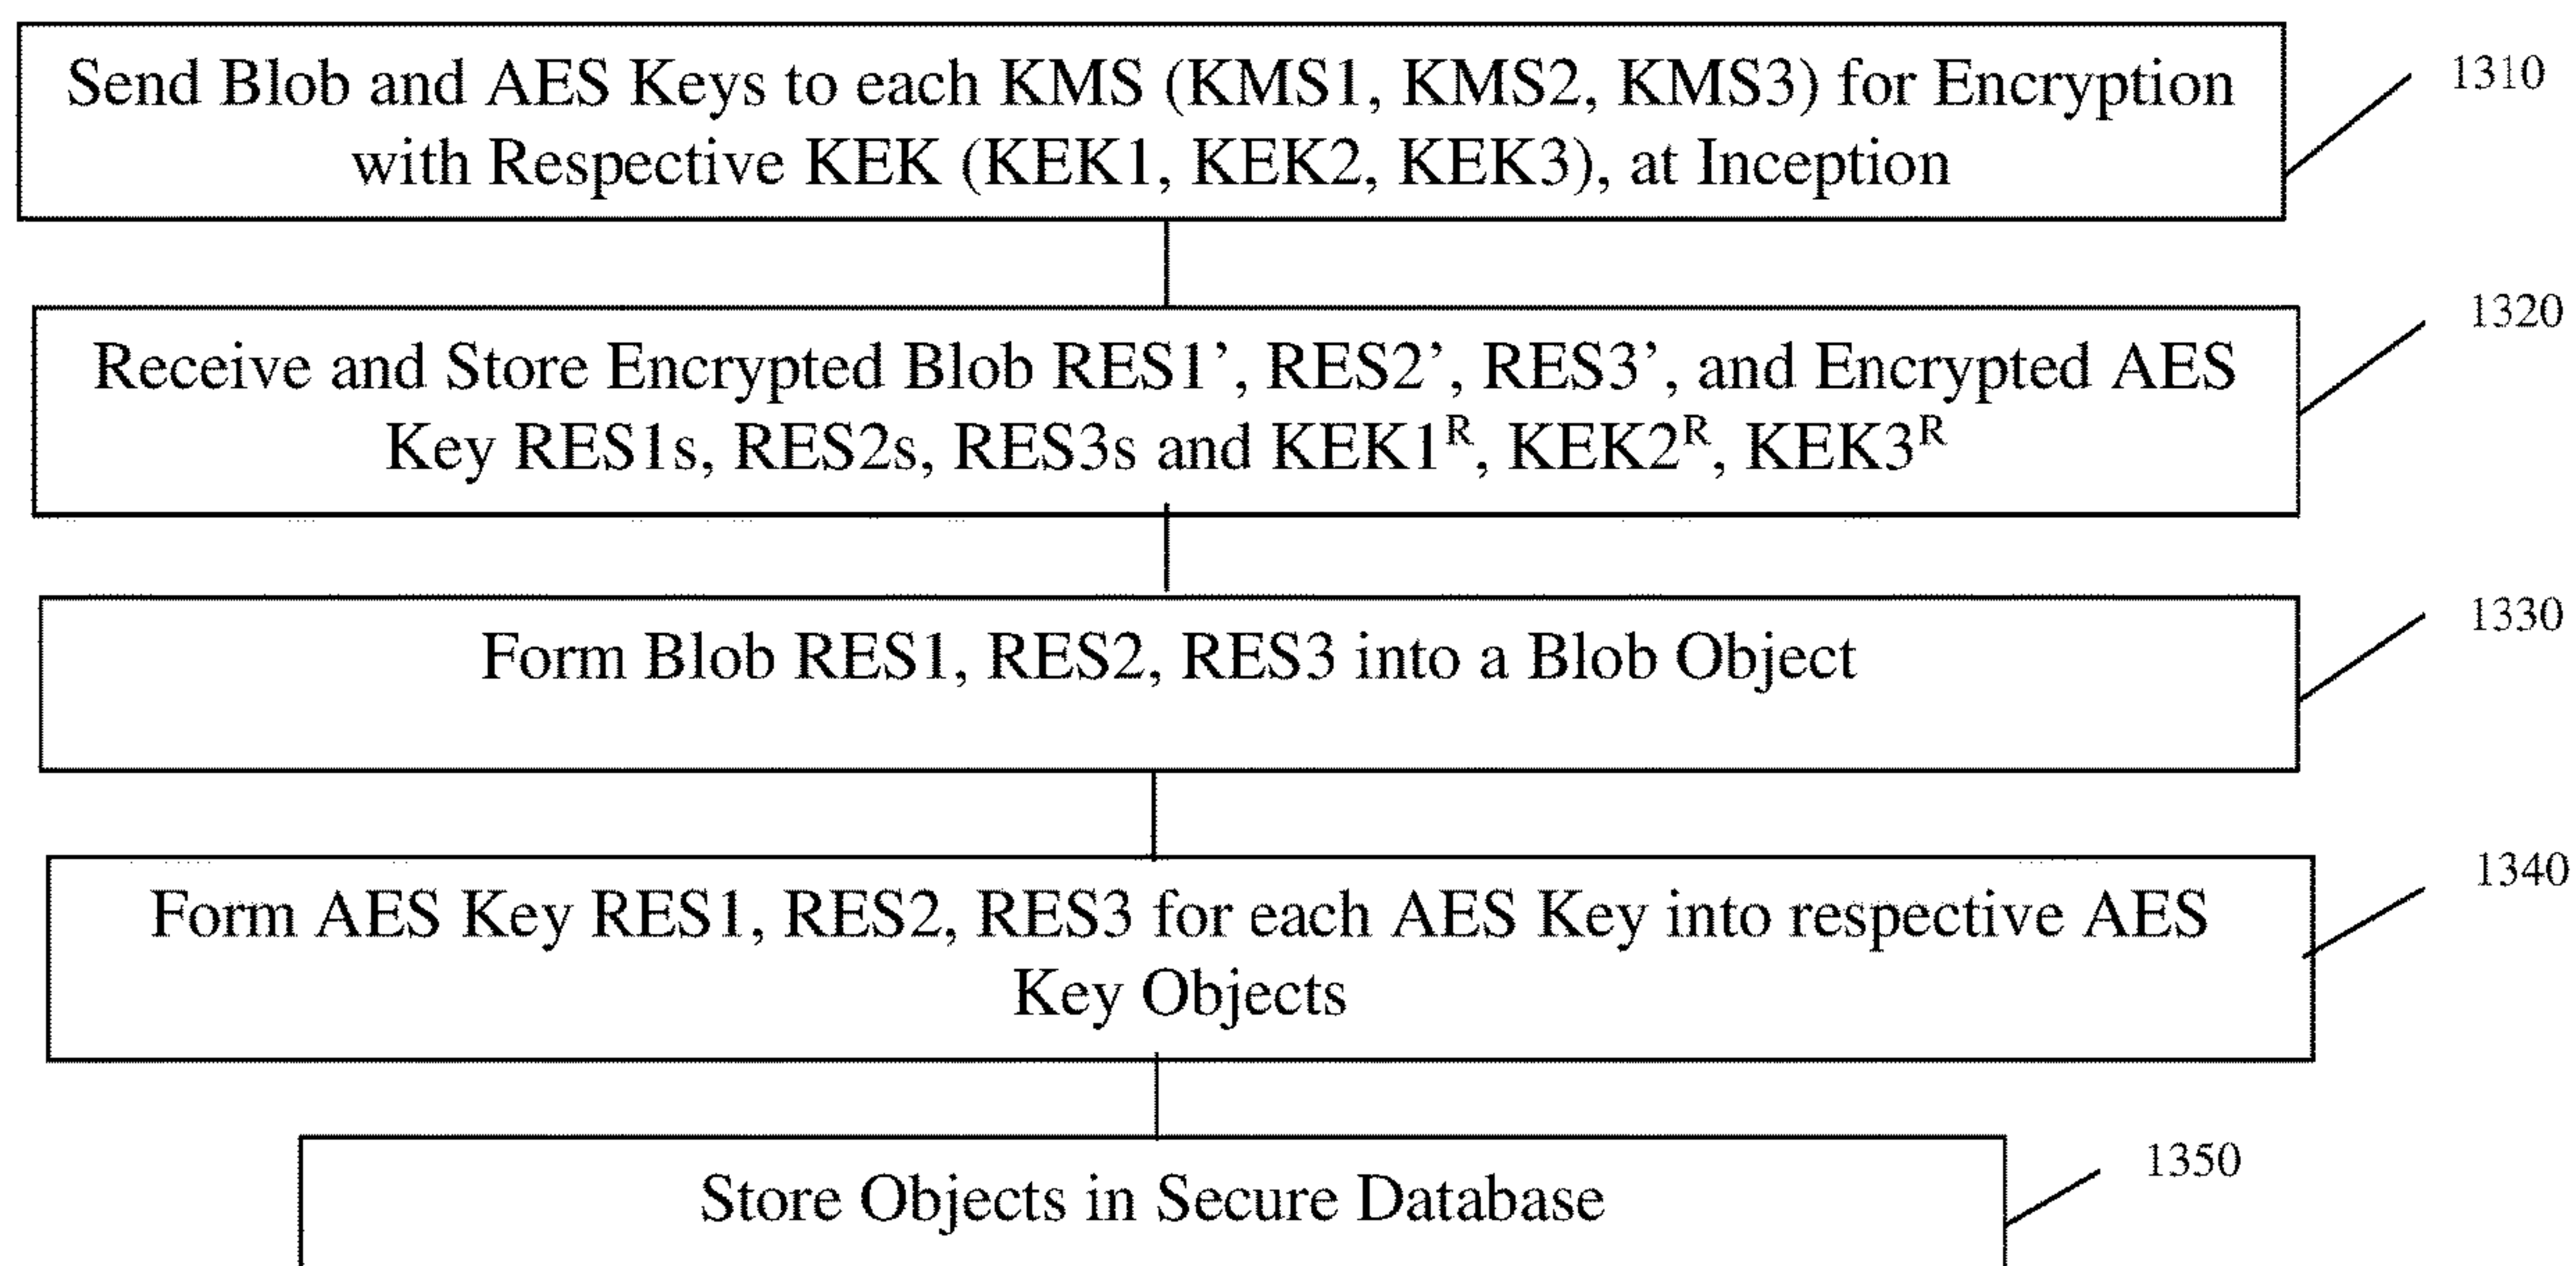 Send Blob and AES Keys to each KMS (KMS1, KMS2, KMS3) for Encryption
with Respective KEK (KEK1, KEK2, KEK3), at Inception
1310
Receive and Store Encrypted Blob RES1’, RES2’, RES3’, and Encrypted AES
Key RES1s, RES2s, RES3s and KEK1ᴿ, KEK2ᴿ, KEK3ᴿ
1320
Form Blob RES1, RES2, RES3 into a Blob Object
1330
Form AES Key RES1, RES2, RES3 for each AES Key into respective AES
Key Objects
1340
Store Objects in Secure Database
1350